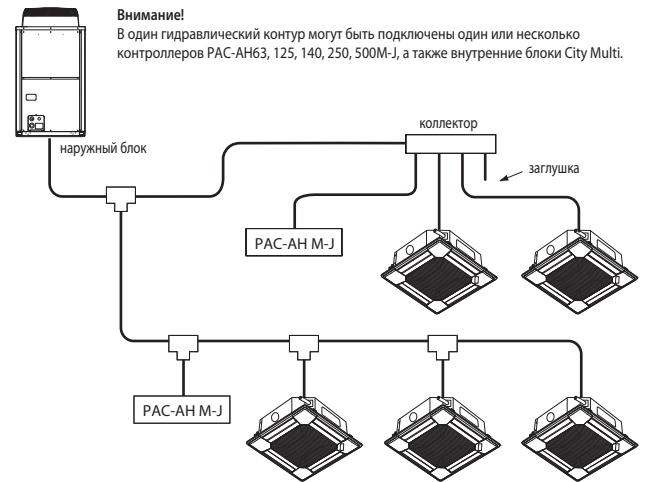 Внимание!
В один гидравлический контур могут быть подключены один или несколько
контроллеров PAC-AH63, 125, 140, 250, 500M-J, а также внутренние блоки City Multi.
коллектор
наружный блок
заглушка
PAC-AH M-J
PAC-AH M-J